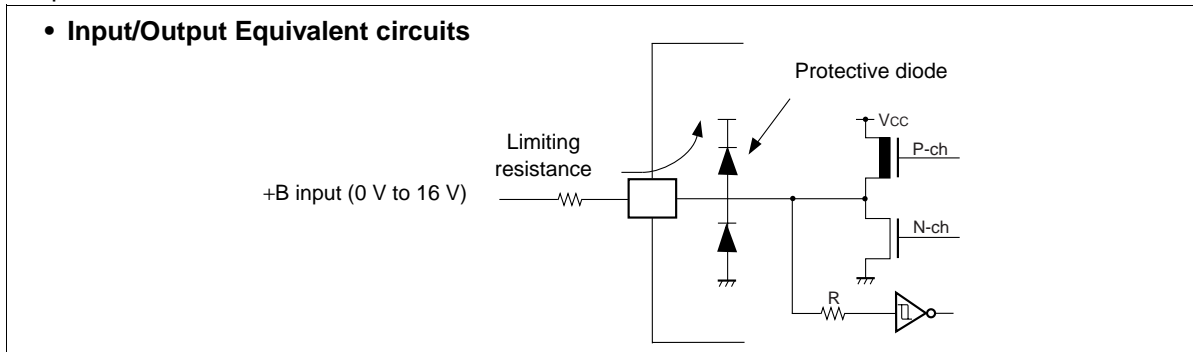 • Input/Output Equivalent circuits
Protective diode
Limiting
resistance
VCC
P-ch
+B input (0 V to 16 V)
N-ch
R